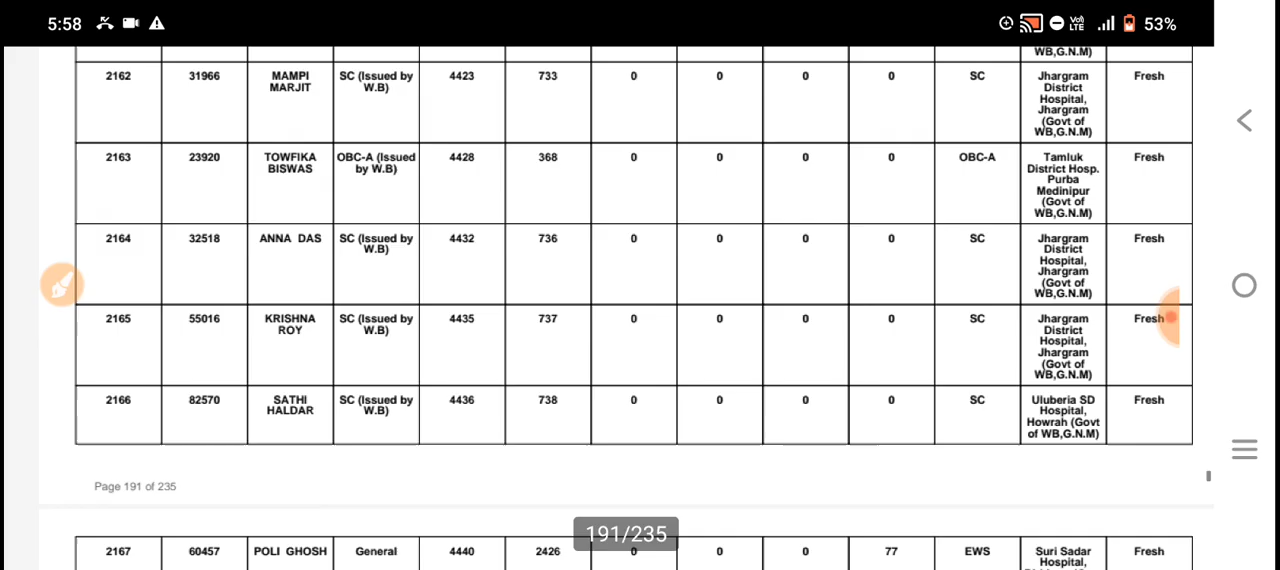 5:58
Vo) LTE 53%
WB,G.N.M)
2162 31966 MAMPI MARJIT SC (Issued by W.B) 4423 733 0 0 0 0 SC Jhargram District Hospital, Jhargram (Govt of WB,G.N.M) Fresh
2163 23920 TOWFIKA BISWAS OBC-A (Issued by W.B) 4428 368 0 0 0 0 OBC-A Tamluk District Hosp. Purba Medinipur (Govt of WB,G.N.M) Fresh
2164 32518 ANNA DAS SC (Issued by W.B) 4432 736 0 0 0 0 SC Jhargram District Hospital, Jhargram (Govt of WB,G.N.M) Fresh
2165 55016 KRISHNA ROY SC (Issued by W.B) 4435 737 0 0 0 0 SC Jhargram District Hospital, Jhargram (Govt of WB,G.N.M) Fresh
2166 82570 SATHI HALDAR SC (Issued by W.B) 4436 738 0 0 0 0 SC Uluberia SD Hospital, Howrah (Govt of WB,G.N.M) Fresh
Page 191 of 235
191/235
2167 60457 POLI GHOSH General 4440 2426 0 0 0 77 EWS Suri Sadar Hospital, Fresh